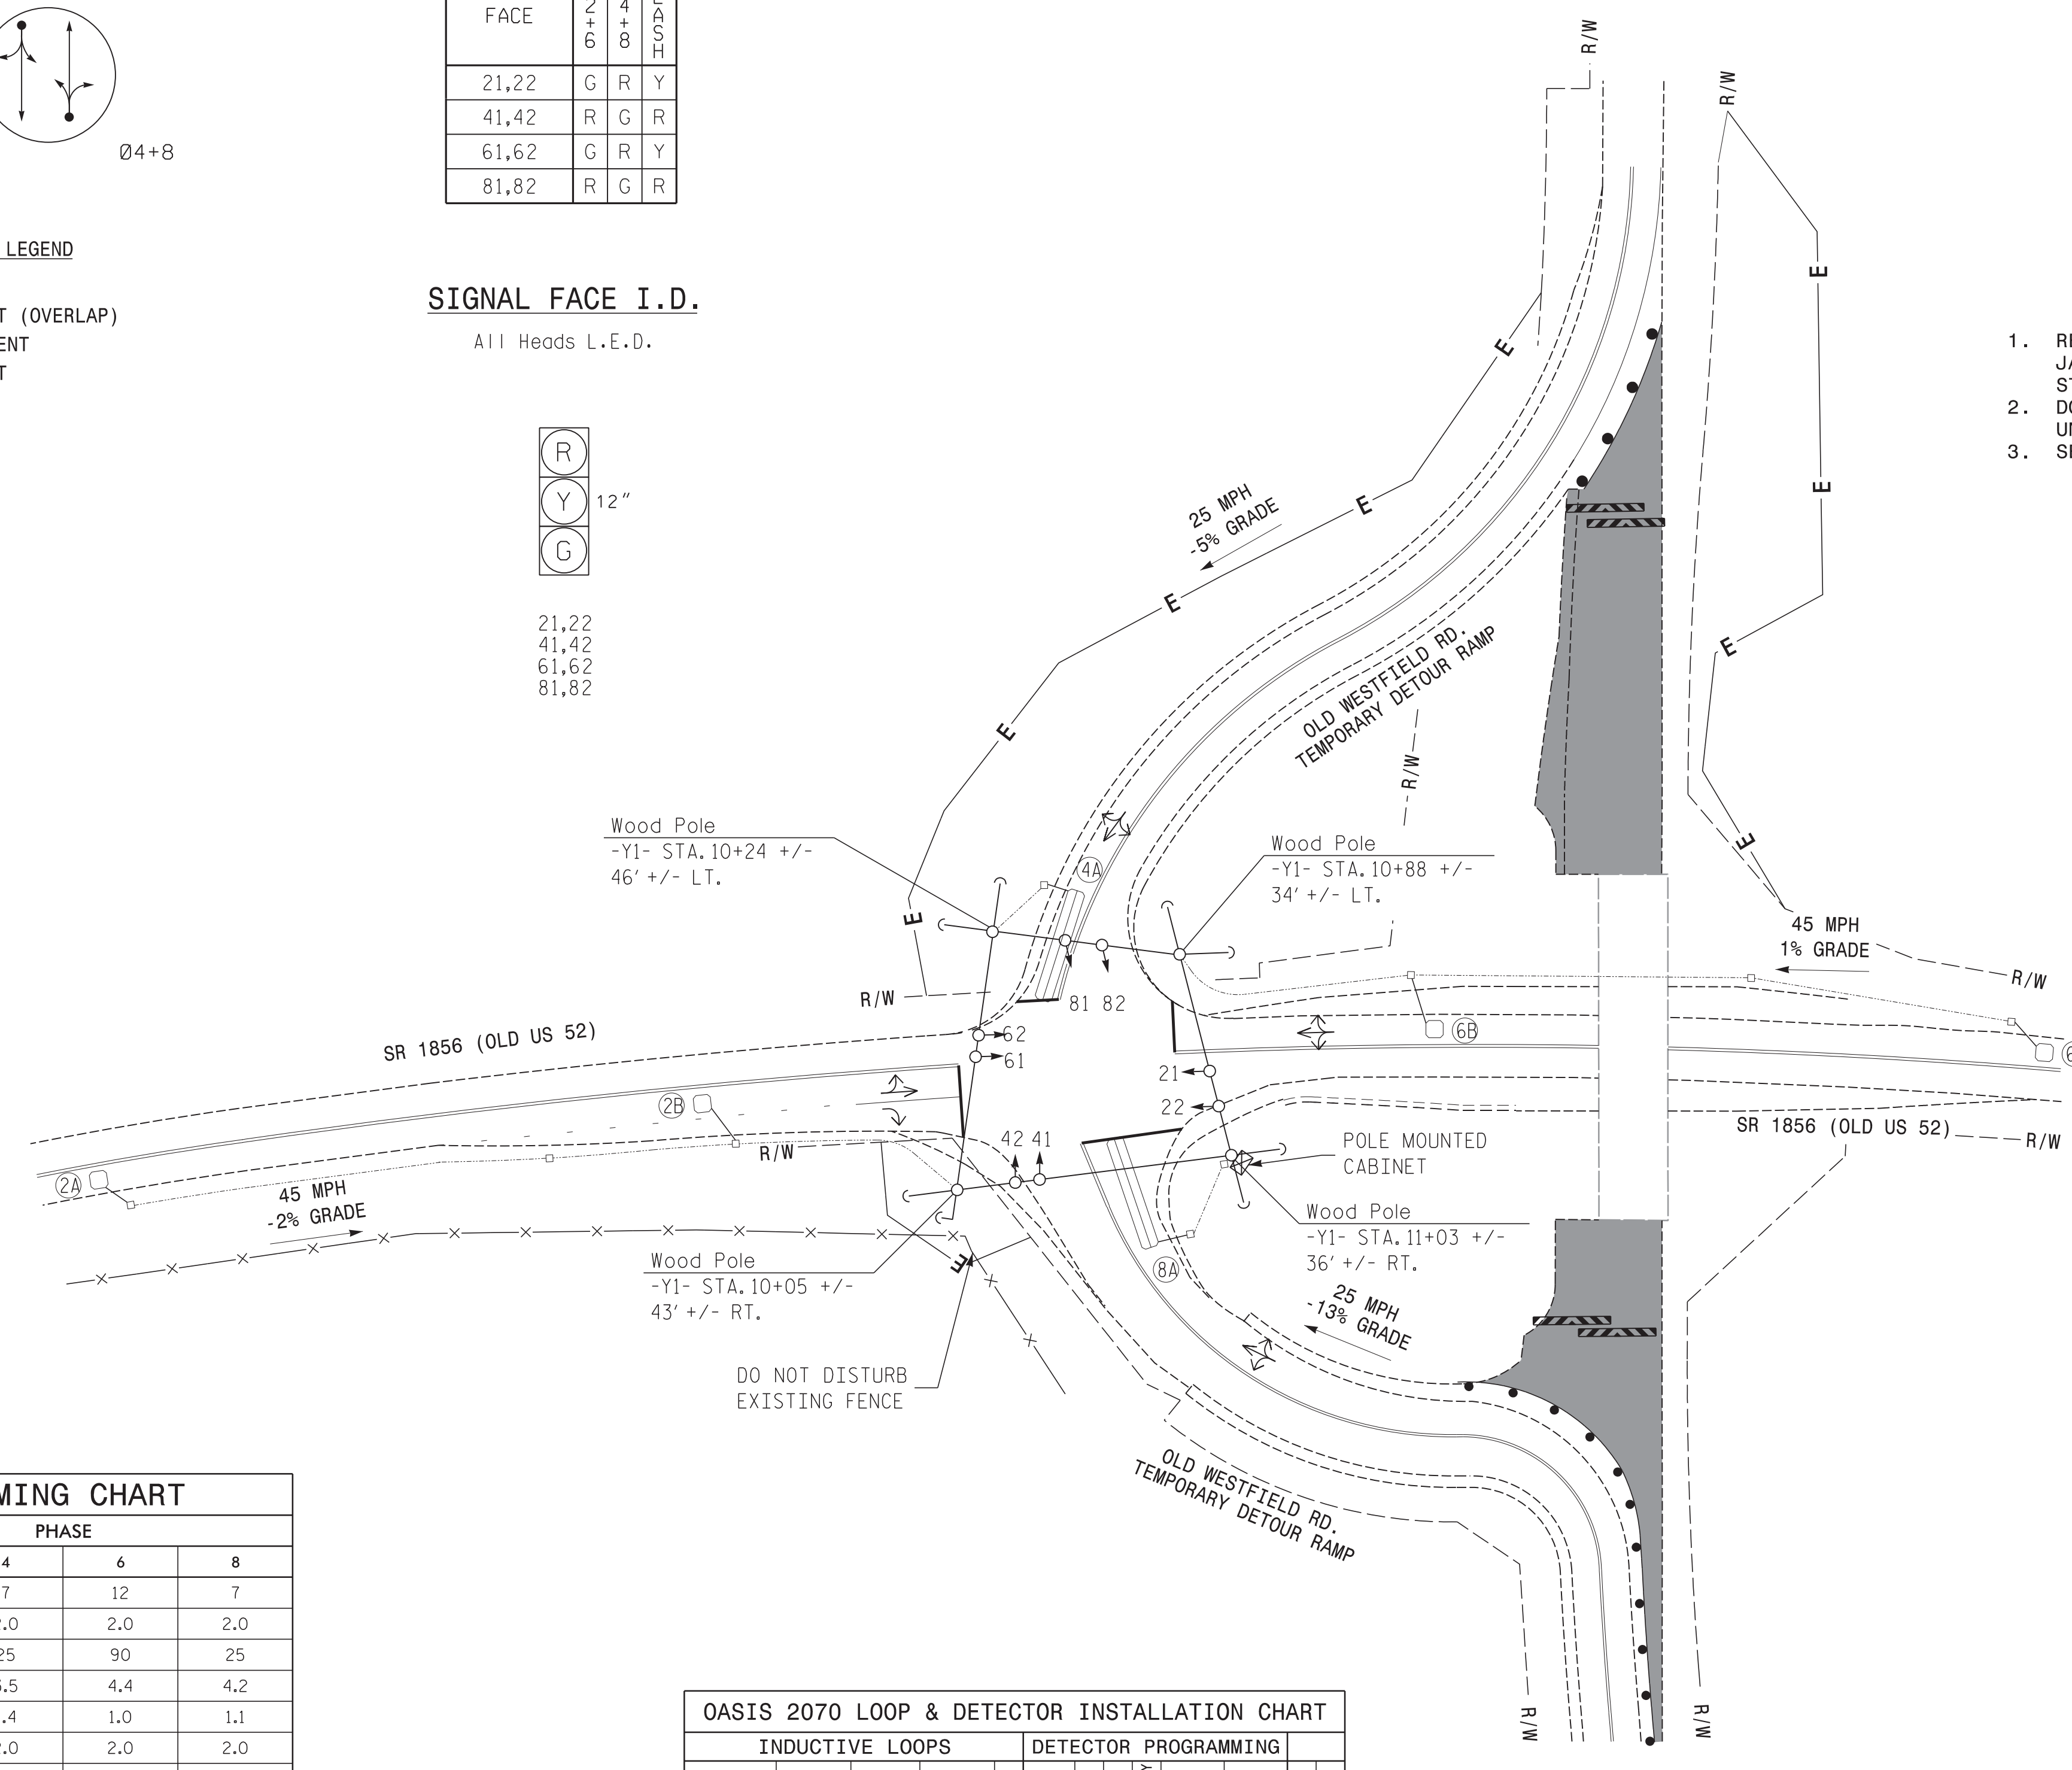 Ø4+8
FACE
2+6
4+8
LASH
21,22 G R Y
41,42 R G R
61,62 G R Y
81,82 R G R
LEGEND
(OVERLAP)
SIGNAL FACE I.D.
All Heads L.E.D.
R
Y 12"
G
21,22
41,42
61,62
81,82
R/W
R/W
E
E
E
E
E
E
E
E
E
E
E
1.
2.
3.
25 MPH
-5% GRADE
OLD WESTFIELD RD.
TEMPORARY DETOUR RAMP
R/W
Wood Pole
-Y1- STA.10+24 +/-
46' +/- LT.
Wood Pole
-Y1- STA.10+88 +/-
34' +/- LT.
4A
45 MPH
1% GRADE
R/W
R/W
81 82
62
61
6B
SR 1856 (OLD US 52)
21
22
2B
R/W
42 41
POLE MOUNTED
CABINET
SR 1856 (OLD US 52)
R/W
2A
45 MPH
-2% GRADE
Wood Pole
-Y1- STA.11+03 +/-
36' +/- RT.
Wood Pole
-Y1- STA.10+05 +/-
43' +/- RT.
8A
25 MPH
-13% GRADE
DO NOT DISTURB
EXISTING FENCE
OLD WESTFIELD RD.
TEMPORARY DETOUR RAMP
R/W
R/W
MING CHART
PHASE
4 6 8
7 12 7
2.0 2.0
25 90 25
4.4 4.2
1.0 1.1
2.0 2.0
OASIS 2070 LOOP & DETECTOR INSTALLATION CHART
INDUCTIVE LOOPS DETECTOR PROGRAMMING